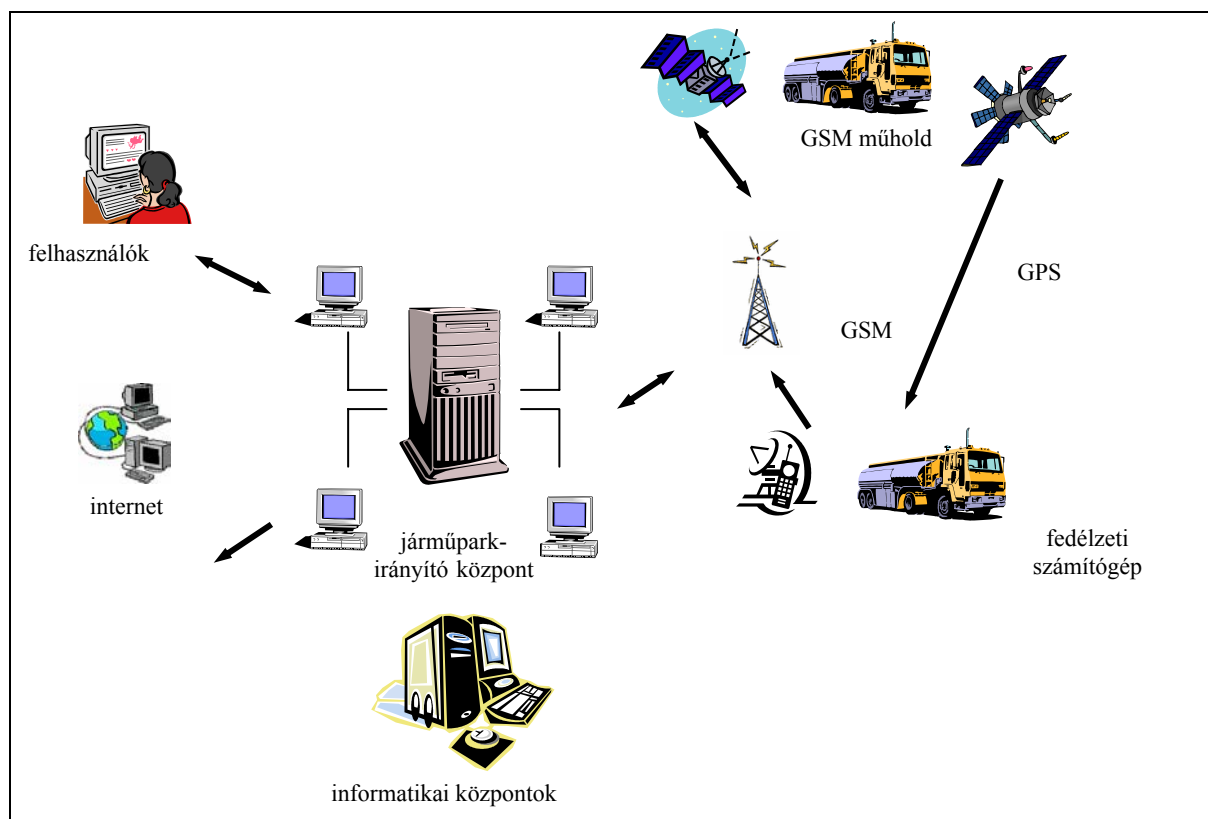 GSM műhold
felhasználók
GPS
GSM
internet
járműpark-
irányító központ
fedélzeti
számítógép
informatikai központok